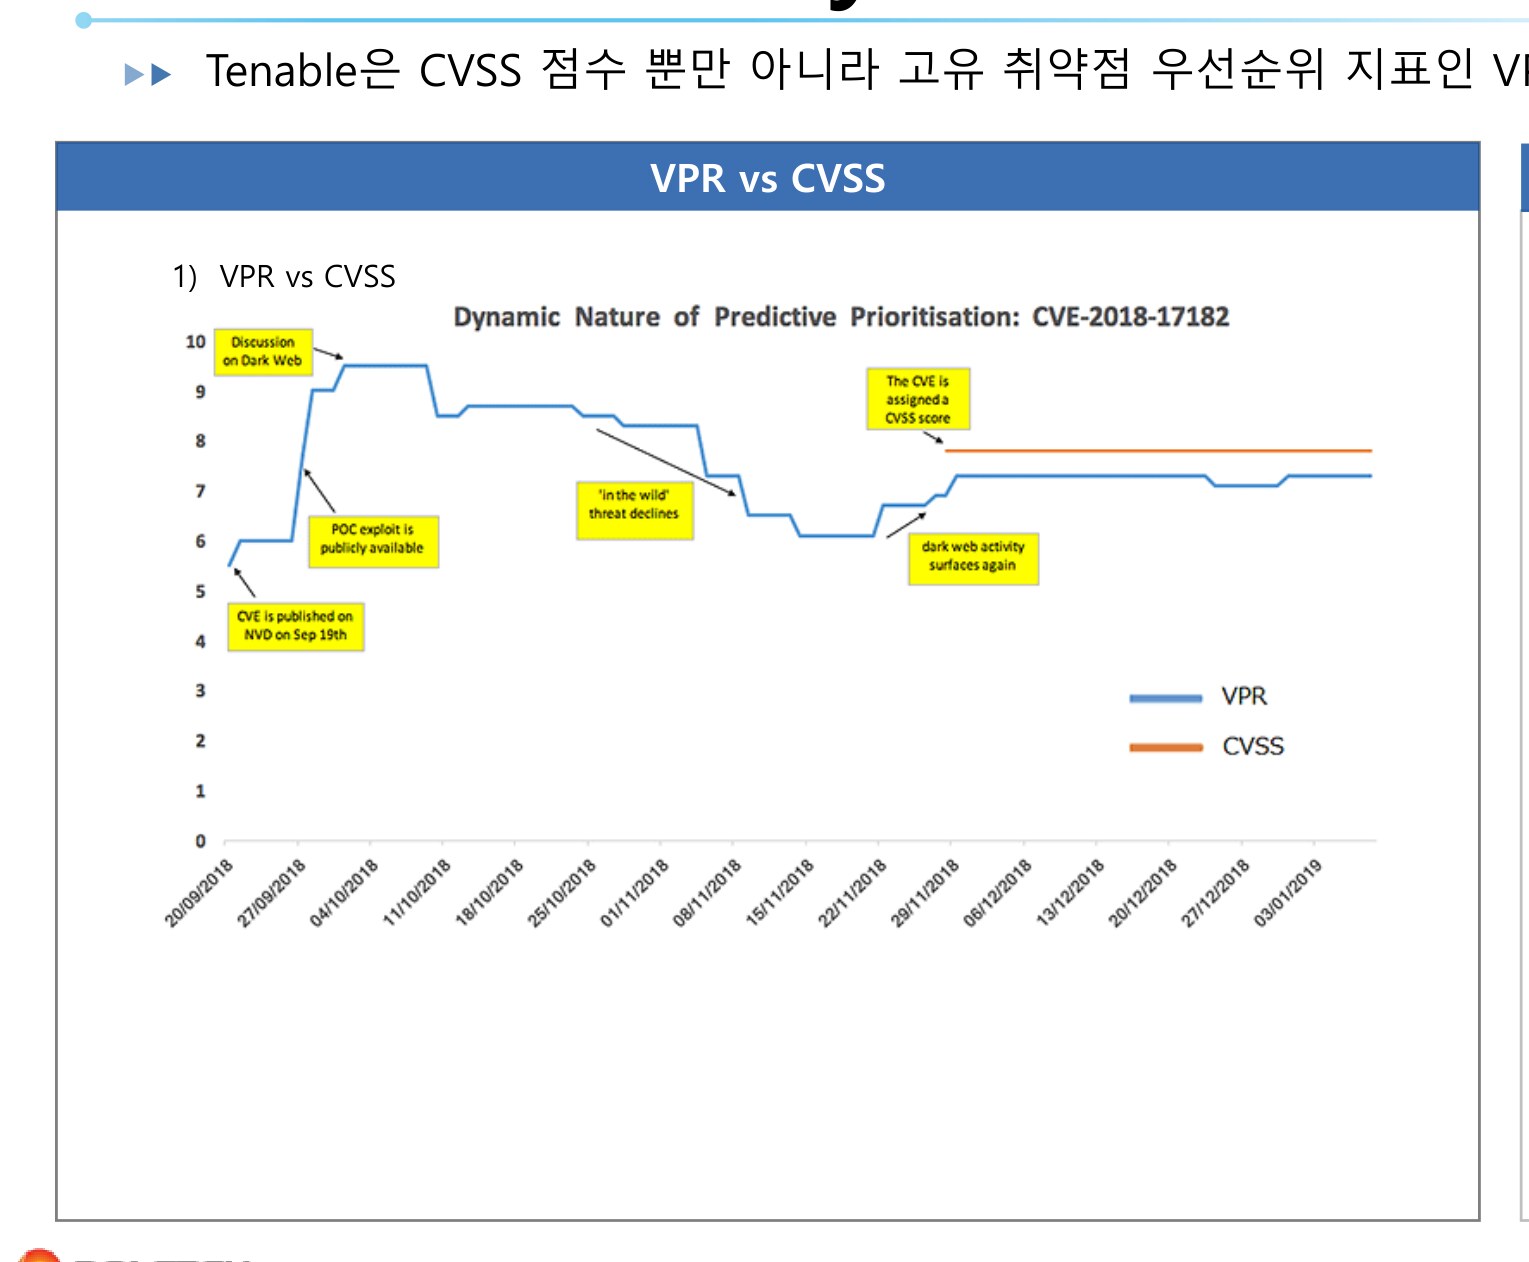 Tenable은 CVSS 점수 뿐만 아니라 고유 취약점 우선순위 지표인
VPR vs CVSS
1) VPR vs CVSS
Dynamic Nature of Predictive Prioritisation: CVE-2018-17182
10
9
8
7
6
5
4
3
2
1
0
Discussion
on Dark Web
The CVE is
assigned a
CVSS score
'in the wild'
threat declines
POC exploit is
publicly available
dark web activity
surfaces again
CVE is published on
NVD on Sep 19th
VPR
CVSS
20/09/2018
27/09/2018
04/10/2018
11/10/2018
18/10/2018
25/10/2018
01/11/2018
08/11/2018
15/11/2018
22/11/2018
29/11/2018
06/12/2018
13/12/2018
20/12/2018
27/12/2018
03/01/2019